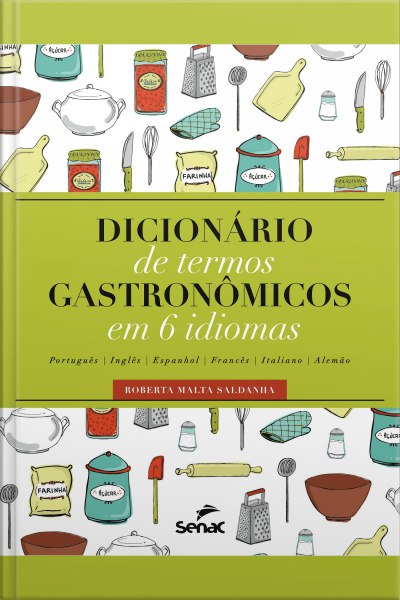 AÇÚCAR
FARINHA
AÇÚCAR
DICIONÁRIO
de termos
GASTRONÔMICOS
em 6 idiomas
Português | Inglês | Espanhol | Francês | Italiano | Alemão
ROBERTA MALTA SALDANHA
FARINHA
AÇÚCAR
Senac